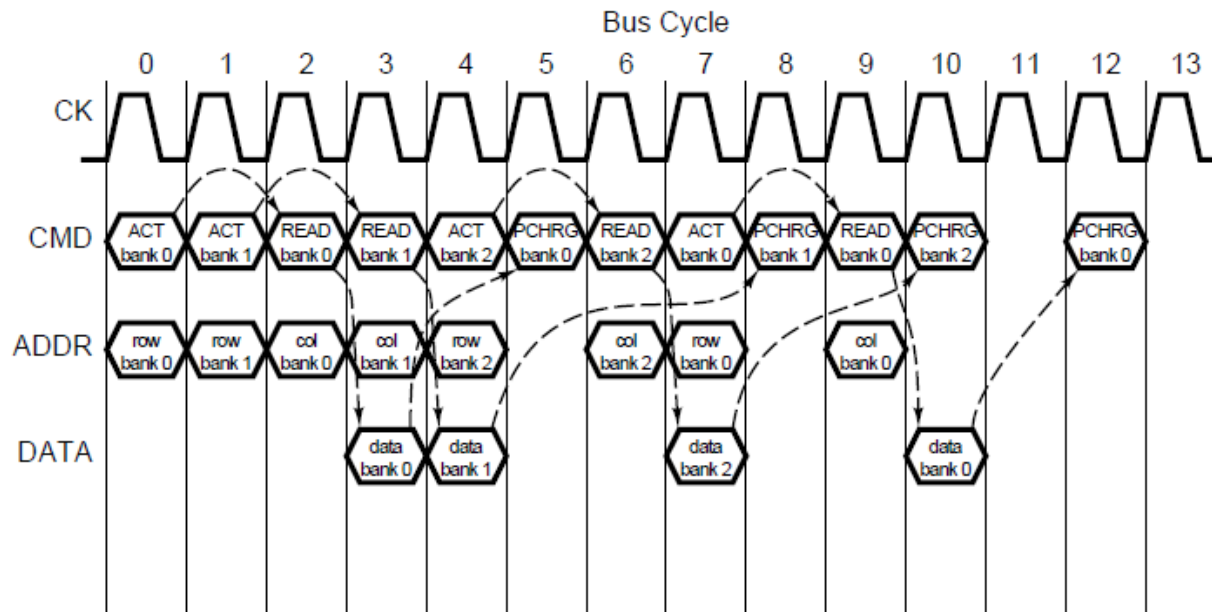 Bus Cycle
0 1 2 3 4 5 6 7 8 9 10 11 12 13
CK
CMD
ACT ACT READ READ ACT PCHRG READ ACT PCHRG READ PCHRG PCHRG
bank 0 bank 1 bank 0 bank 1 bank 2 bank 0 bank 2 bank 0 bank 1 bank 0 bank 2 bank 0
ADDR
row row col col row col row col
bank 0 bank 1 bank 0 bank 1 bank 2 bank 2 bank 0 bank 0
DATA
data data data data
bank 0 bank 1 bank 2 bank 0